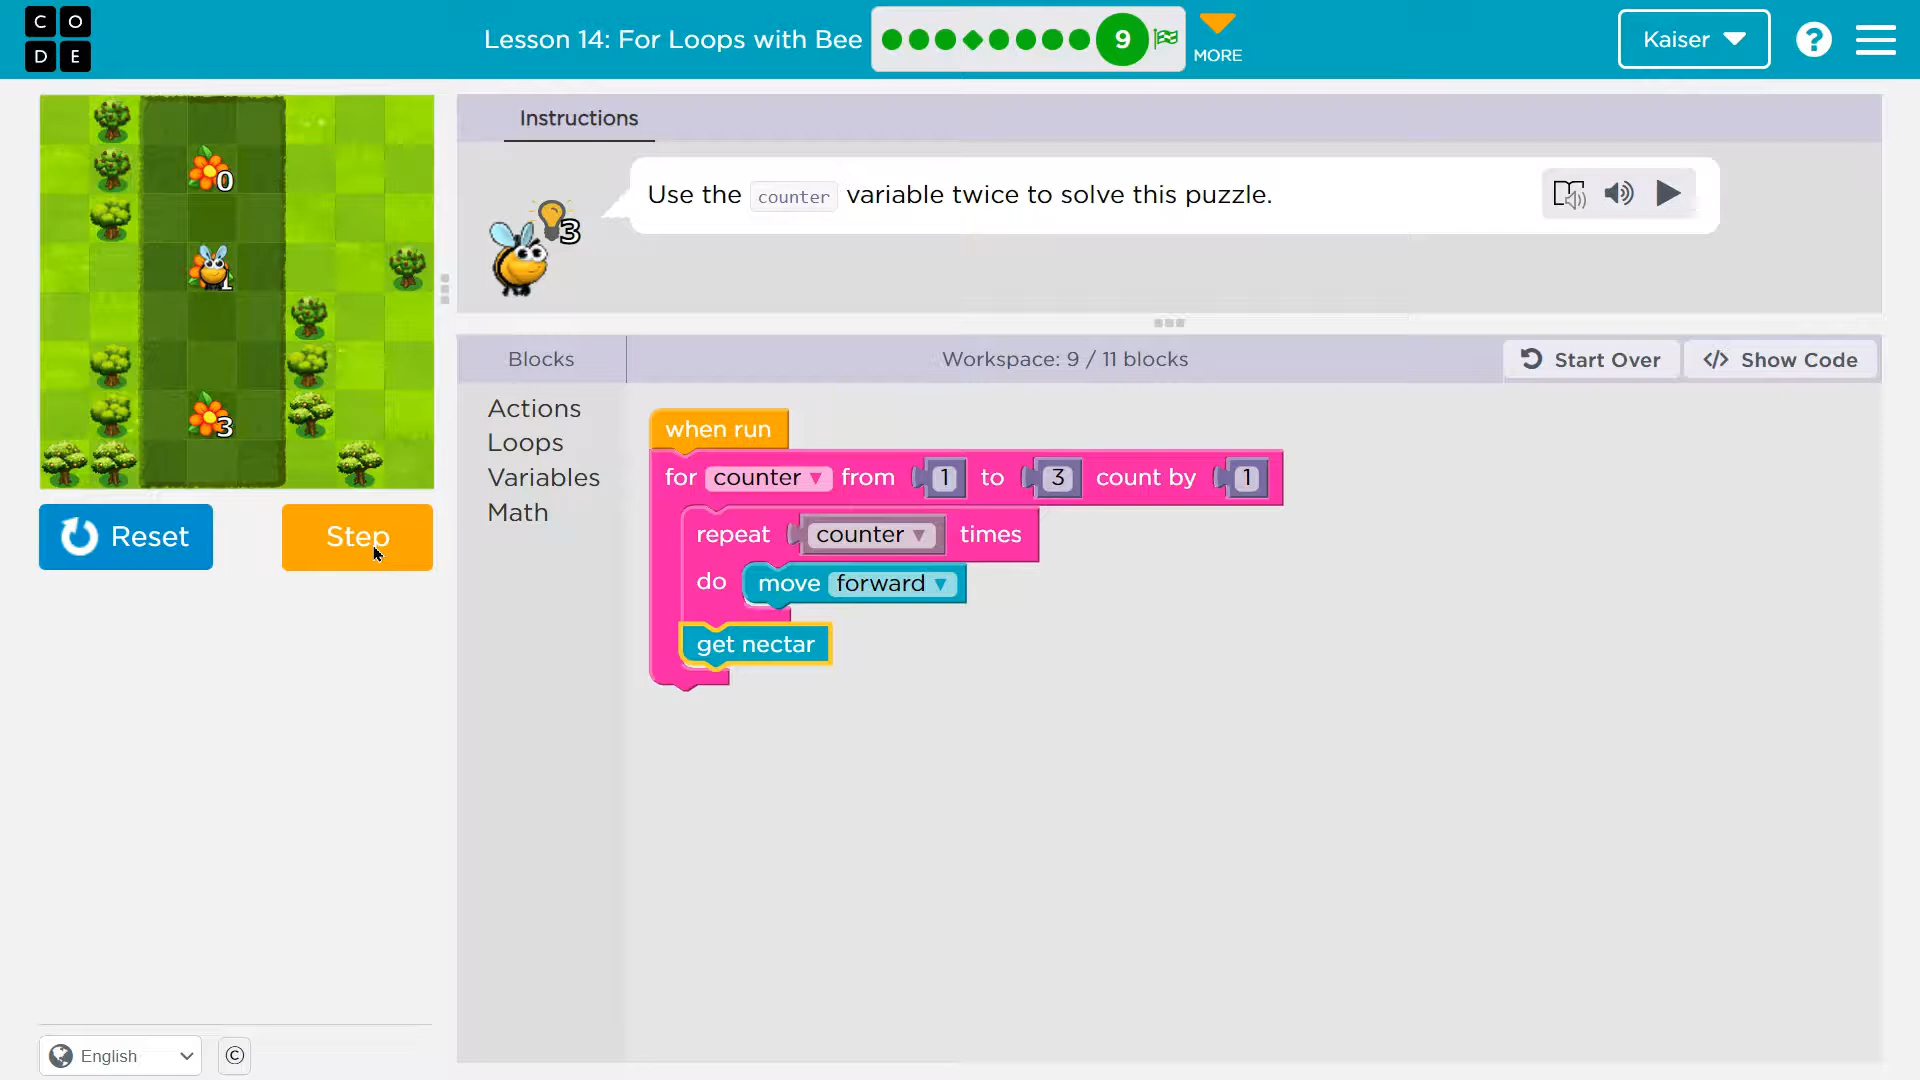 C O
D E
Lesson 14: For Loops with Bee
9
MORE
Kaiser
?
0
1
3
Reset
Step
Instructions
3
Use the counter variable twice to solve this puzzle.
Blocks
Workspace: 9 / 11 blocks
Start Over
</> Show Code
Actions
Loops
Variables
Math
when run
for counter from 1 to 3 count by 1
repeat counter times
do move forward
get nectar
English
©